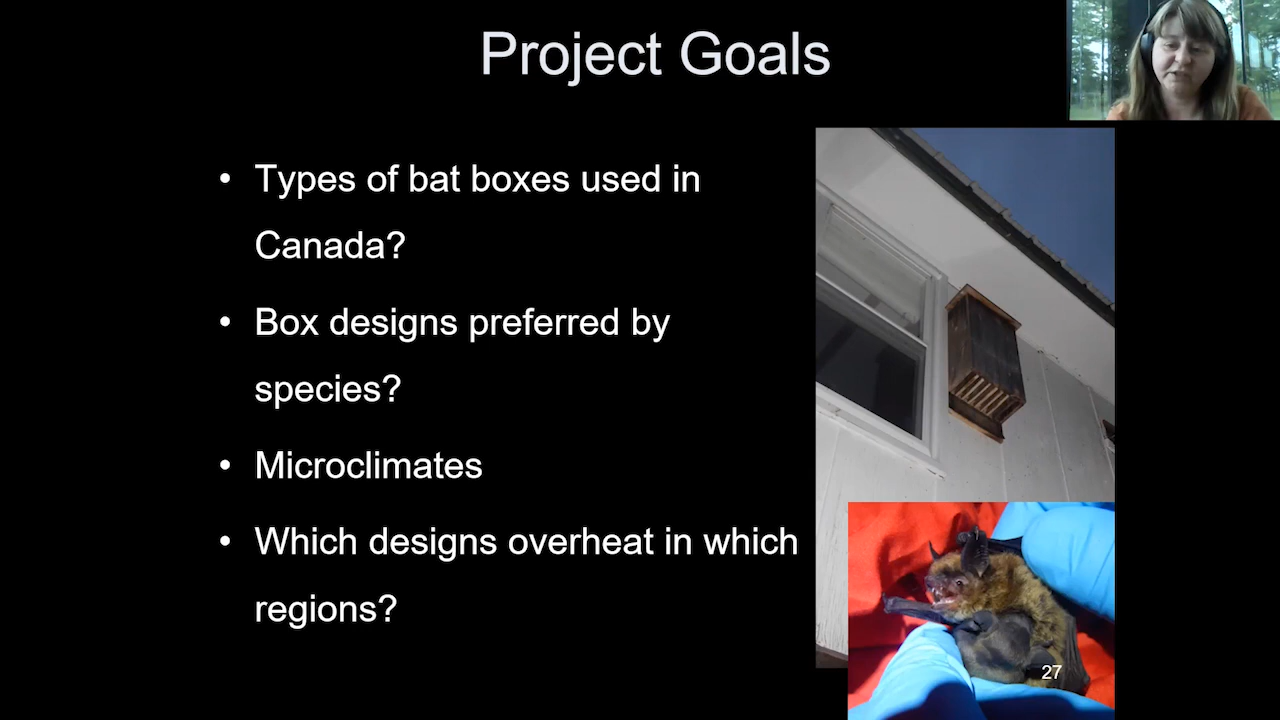 Project Goals
• Types of bat boxes used in
Canada?
• Box designs preferred by
species?
• Microclimates
• Which designs overheat in which
regions?
27